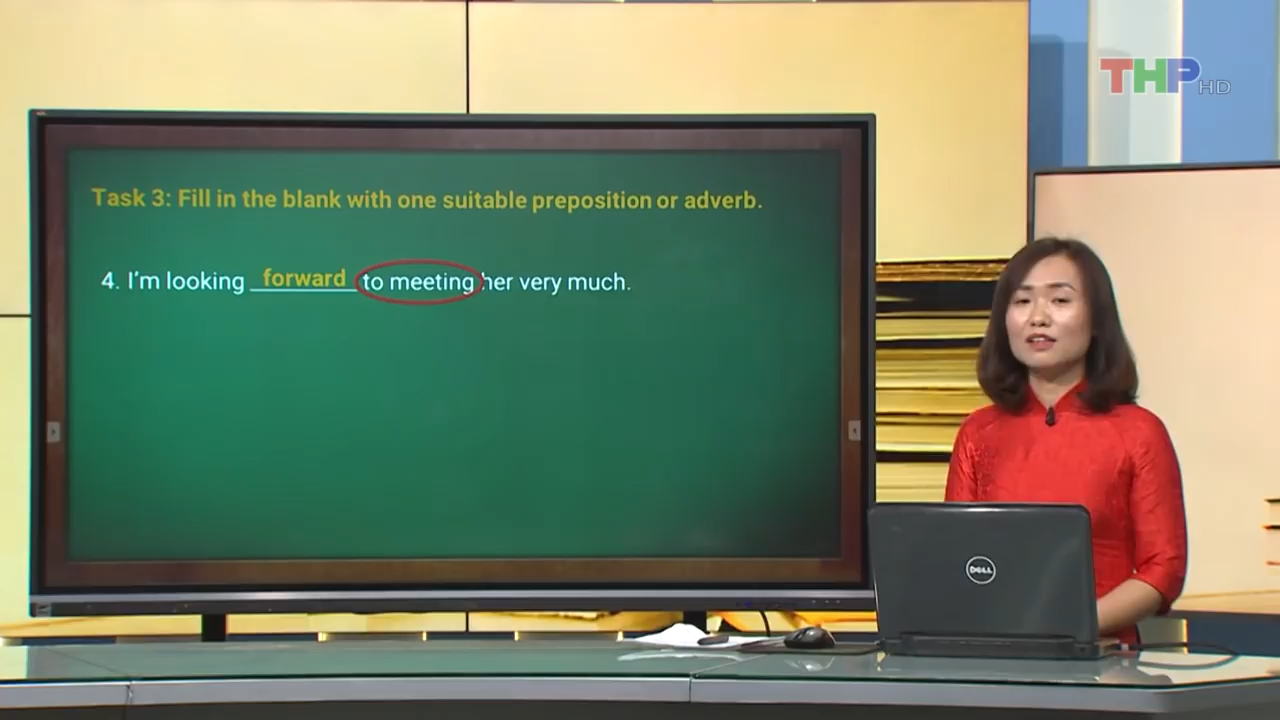 THP HD
Task 3: Fill in the blank with one suitable preposition or adverb.
4. I'm looking forward to meeting her very much.
DELL